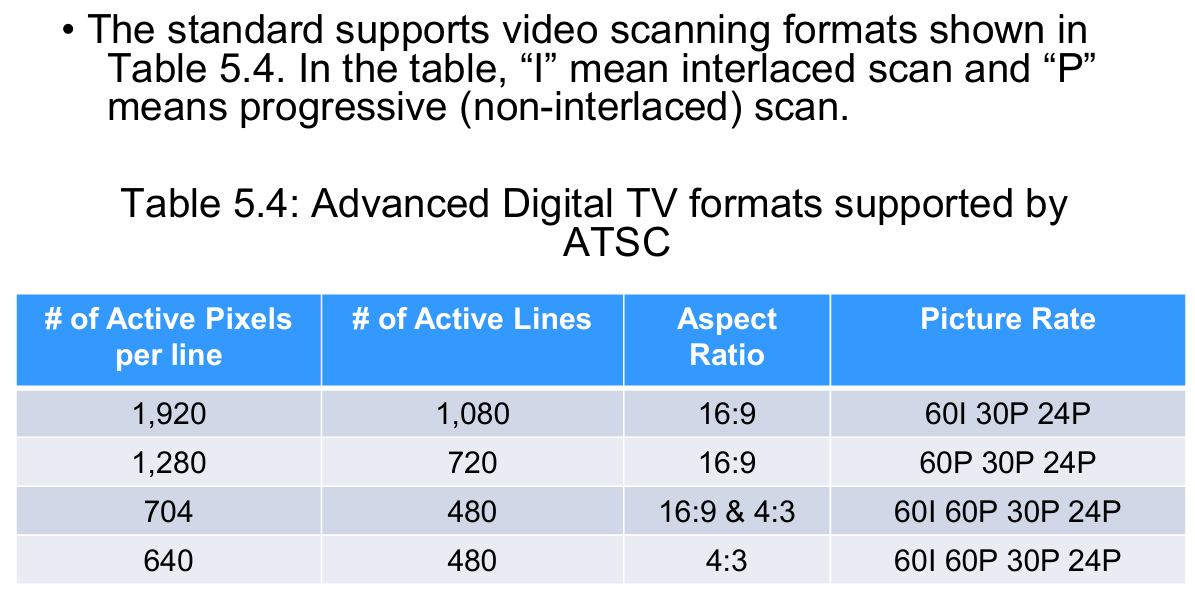 • The standard supports video scanning formats shown in
Table 5.4. In the table, “I” mean interlaced scan and “P”
means progressive (non-interlaced) scan.
Table 5.4: Advanced Digital TV formats supported by
ATSC
# of Active Pixels per line # of Active Lines Aspect Ratio Picture Rate
1,920 1,080 16:9 60I 30P 24P
1,280 720 16:9 60P 30P 24P
704 480 16:9 & 4:3 60I 60P 30P 24P
640 480 4:3 60I 60P 30P 24P